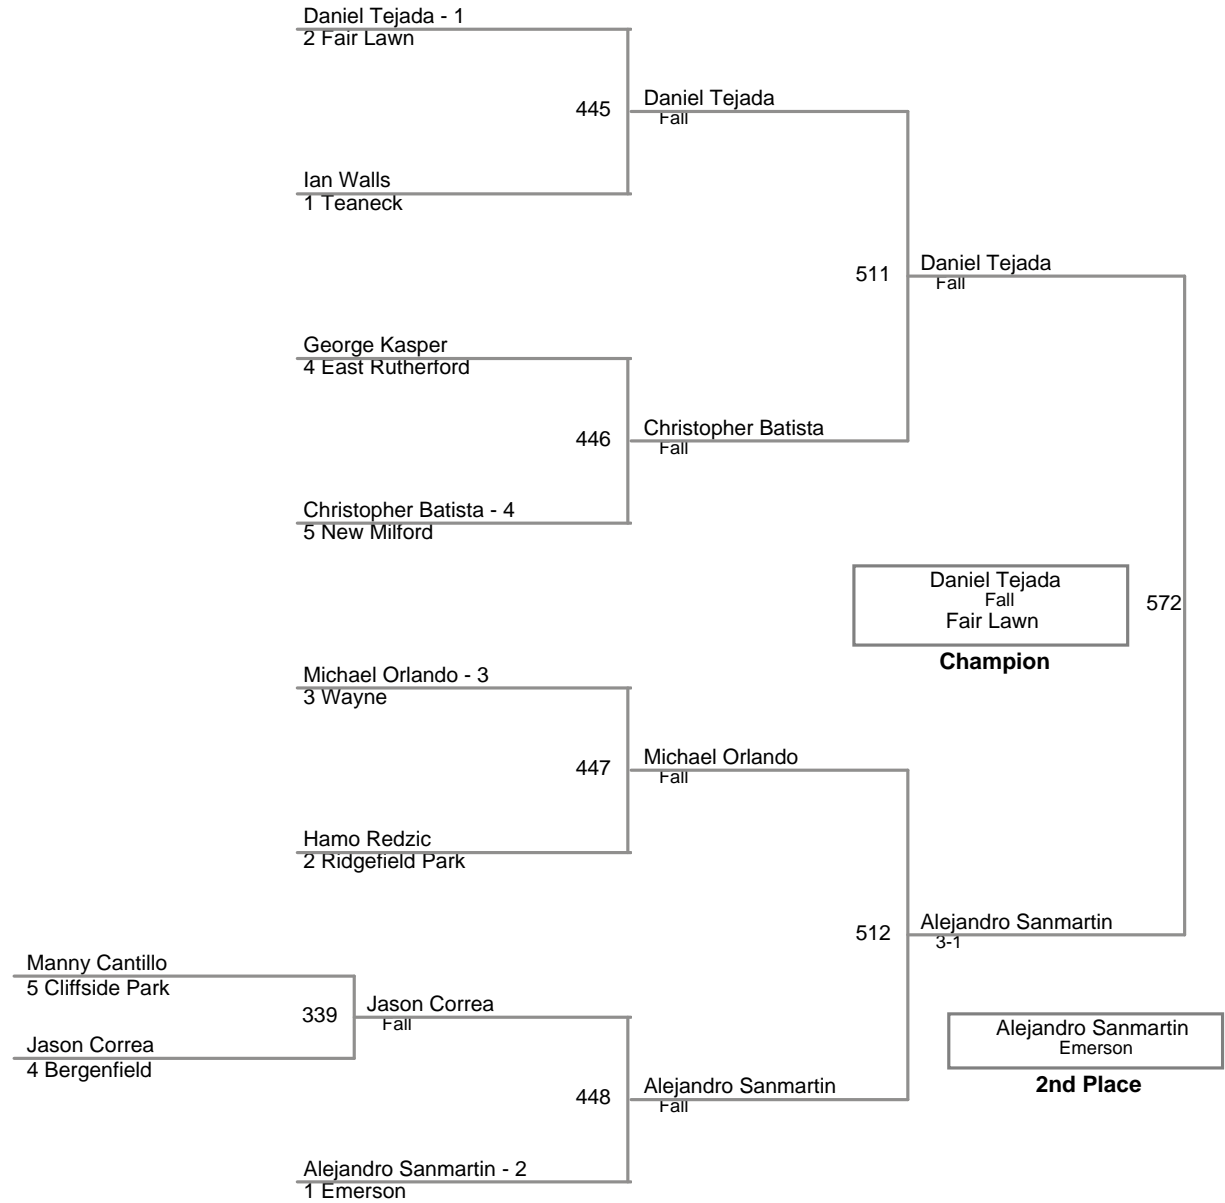 Daniel Tejada - 1
2 Fair Lawn
445
Daniel Tejada
Fall
Ian Walls
1 Teaneck
511
Daniel Tejada
Fall
George Kasper
4 East Rutherford
446
Christopher Batista
Fall
Christopher Batista - 4
5 New Milford
Daniel Tejada
Fall
Fair Lawn
Champion
572
Michael Orlando - 3
3 Wayne
447
Michael Orlando
Fall
Hamo Redzic
2 Ridgefield Park
512
Alejandro Sanmartin
3-1
Manny Cantillo
5 Cliffside Park
339
Jason Correa
Fall
Jason Correa
4 Bergenfield
Alejandro Sanmartin
Emerson
2nd Place
448
Alejandro Sanmartin
Fall
Alejandro Sanmartin - 2
1 Emerson